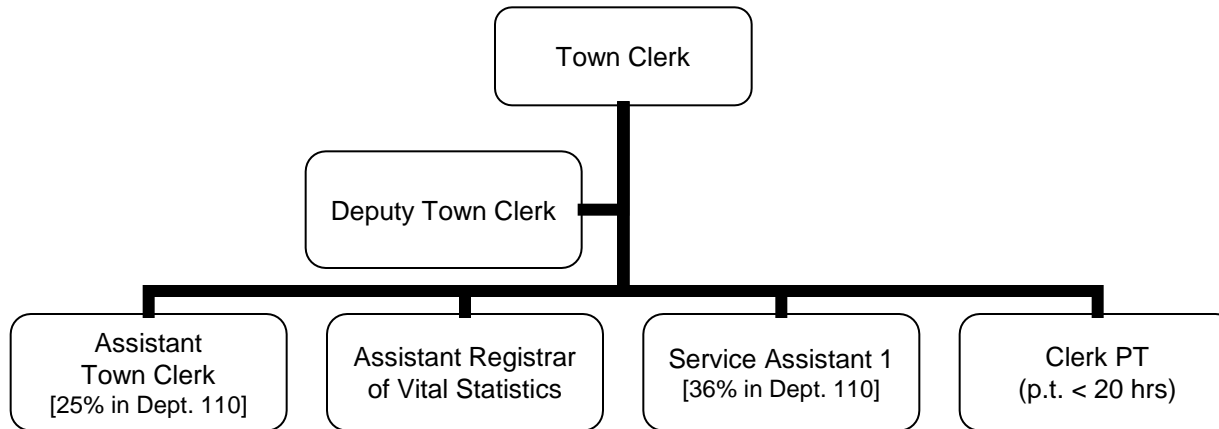 Town Clerk
Deputy Town Clerk
Assistant
Town Clerk
[25% in Dept. 110]
Assistant Registrar
of Vital Statistics
Service Assistant 1
[36% in Dept. 110]
Clerk PT
(p.t. < 20 hrs)